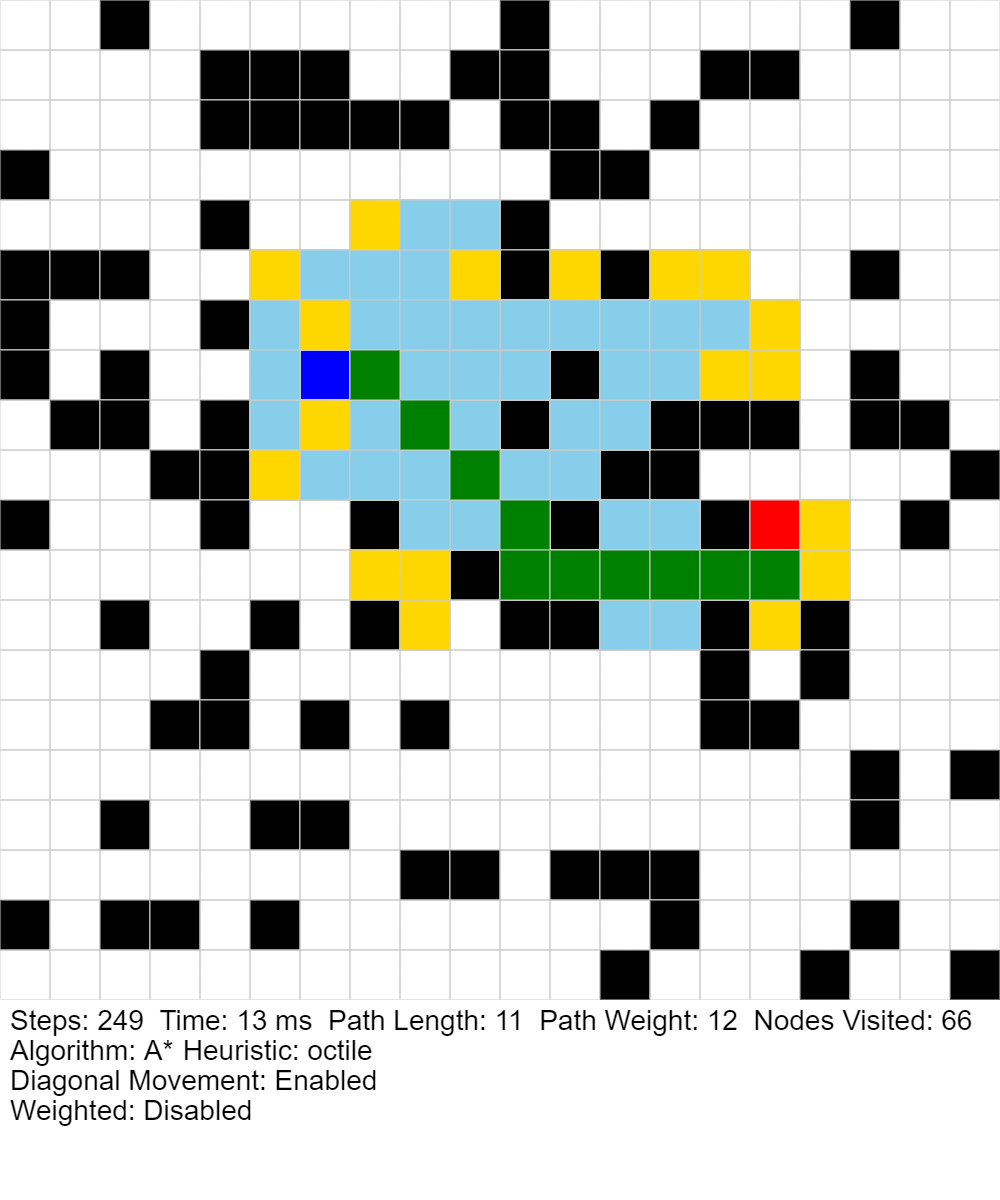 Steps: 249  Time: 13 ms  Path Length: 11  Path Weight: 12  Nodes Visited: 66
Algorithm: A* Heuristic: octile
Diagonal Movement: Enabled
Weighted: Disabled